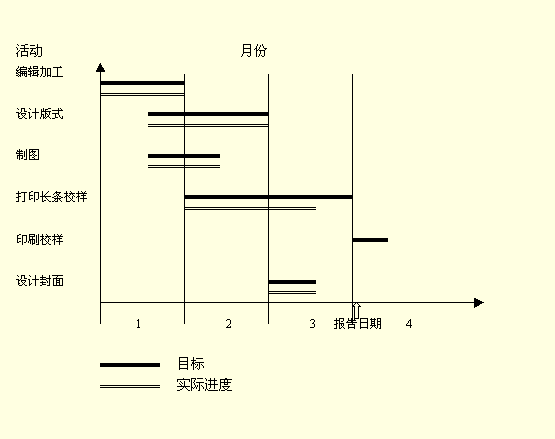 活动 月份
编辑加工
设计版式
制图
打印长条校样
印刷校样
设计封面
1 2 3 报告日期 4
目标
实际进度